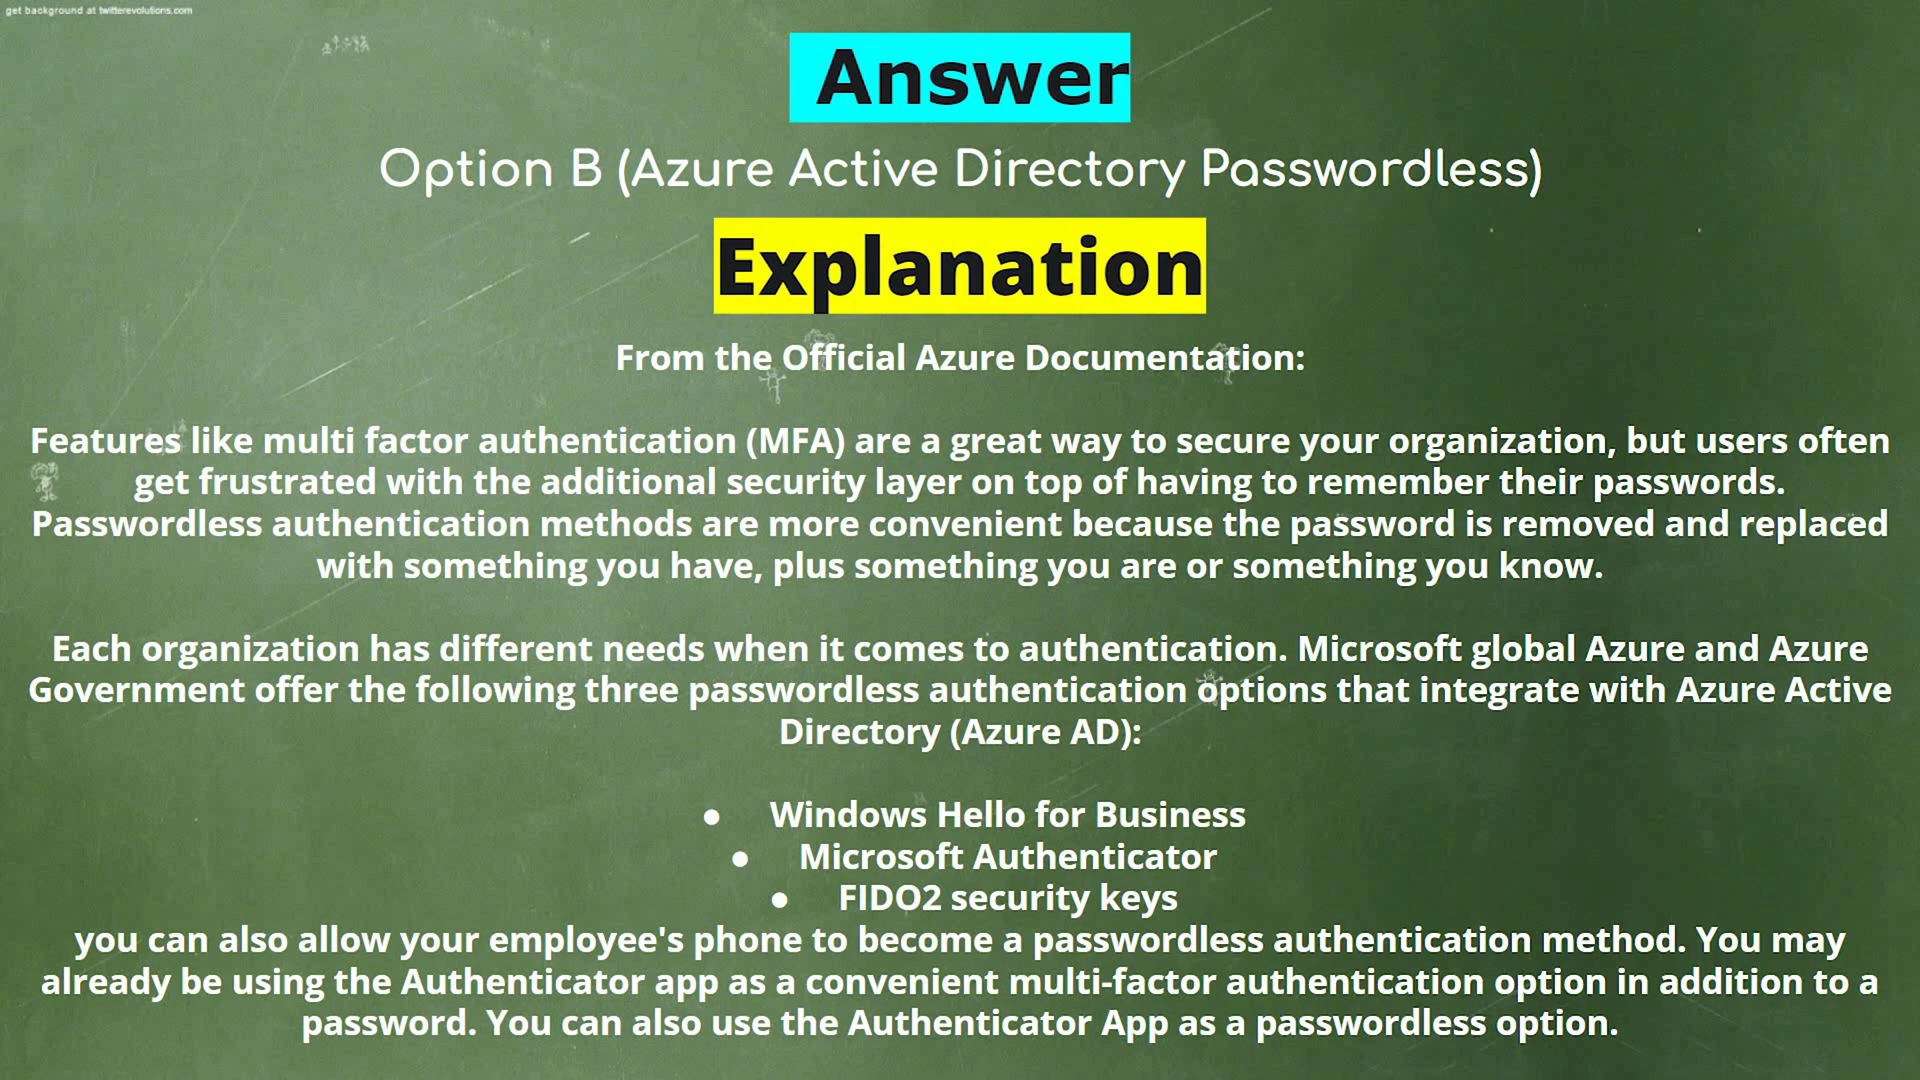 get background at twitterevolutions.com
Answer
Option B (Azure Active Directory Passwordless)
Explanation
From the Official Azure Documentation:
Features like multi factor authentication (MFA) are a great way to secure your organization, but users often
get frustrated with the additional security layer on top of having to remember their passwords.
Passwordless authentication methods are more convenient because the password is removed and replaced
with something you have, plus something you are or something you know.
Each organization has different needs when it comes to authentication. Microsoft global Azure and Azure
Government offer the following three passwordless authentication options that integrate with Azure Active
Directory (Azure AD):
● Windows Hello for Business
● Microsoft Authenticator
● FIDO2 security keys
you can also allow your employee's phone to become a passwordless authentication method. You may
already be using the Authenticator app as a convenient multi-factor authentication option in addition to a
password. You can also use the Authenticator App as a passwordless option.